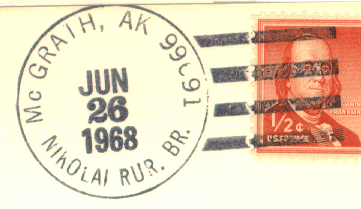 McGRATH, AK 99691
JUN
26
1968
NIKOLAI RUR. BR.
FRANKLIN
1/2¢
U.S. POSTAGE